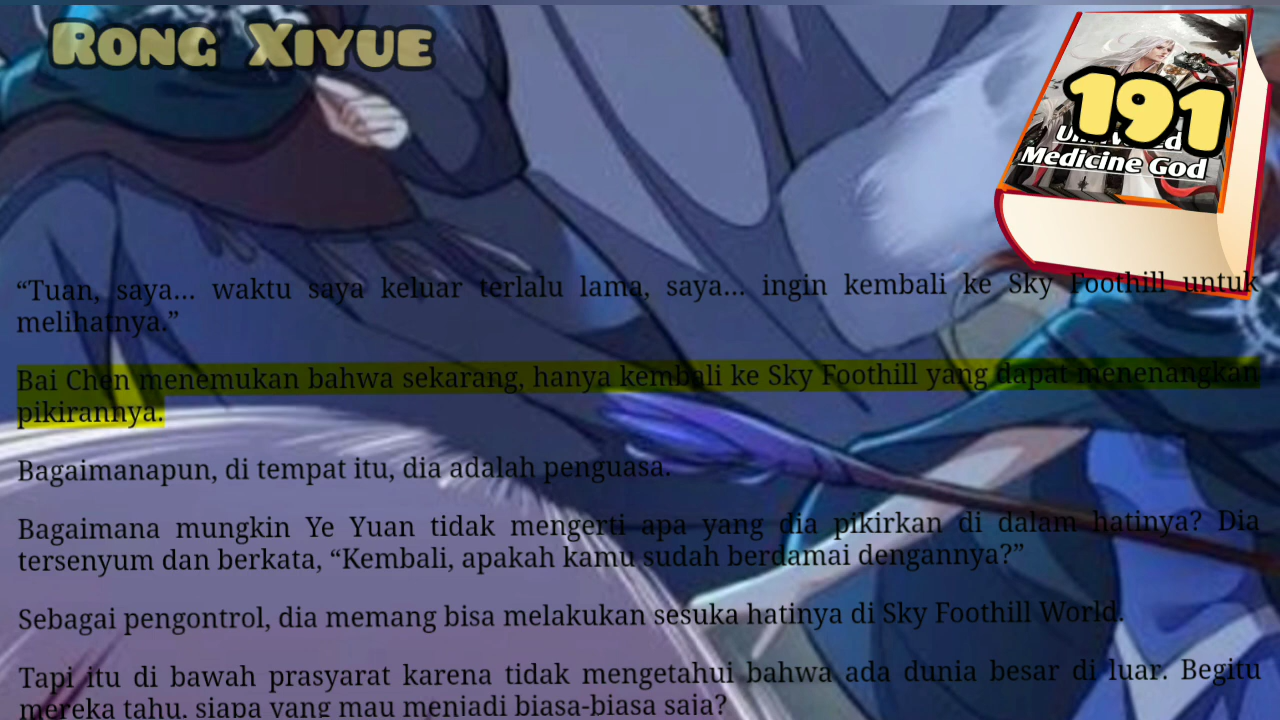 Rong Xiyue
191
Medicine God
“Tuan, saya... waktu saya keluar terlalu lama, saya... ingin kembali ke Sky Foothill untuk
melihatnya.”
Bai Chen menemukan bahwa sekarang, hanya kembali ke Sky Foothill yang dapat menenangkan
pikirannya.
Bagaimanapun, di tempat itu, dia adalah penguasa.
Bagaimana mungkin Ye Yuan tidak mengerti apa yang dia pikirkan di dalam hatinya? Dia
tersenyum dan berkata, “Kembali, apakah kamu sudah berdamai dengannya?”
Sebagai pengontrol, dia memang bisa melakukan sesuka hatinya di Sky Foothill World.
Tapi itu di bawah prasyarat karena tidak mengetahui bahwa ada dunia besar di luar. Begitu
mereka tahu, siapa yang mau menjadi biasa-biasa saja?